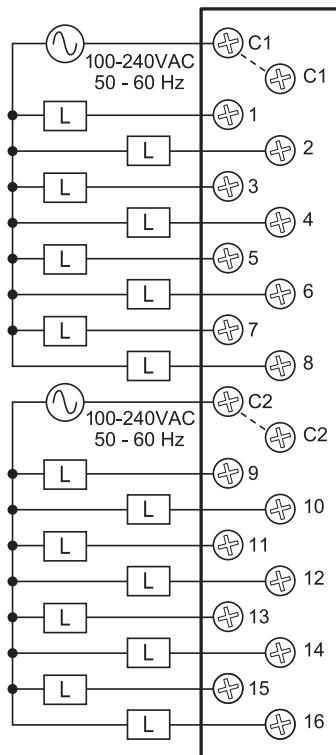 C1
100-240VAC
50 - 60 Hz
C1
L 1
L 2
L 3
L 4
L 5
L 6
L 7
L 8
C2
100-240VAC
50 - 60 Hz
C2
L 9
L 10
L 11
L 12
L 13
L 14
L 15
L 16